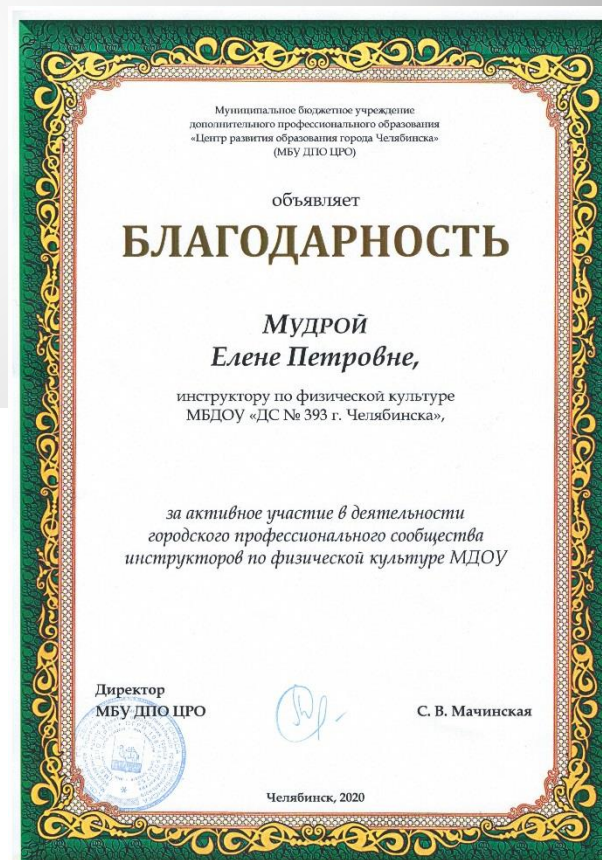 Муниципальное бюджетное учреждение
дополнительного профессионального образования
«Центр развития образования города Челябинска»
(МБУ ДПО ЦРО)
объявляет
БЛАГОДАРНОСТЬ
МУДРОЙ
Елене Петровне,
инструктору по физической культуре
МБДОУ «ДС № 393 г. Челябинска»,
за активное участие в деятельности
городского профессионального сообщества
инструкторов по физической культуре МДОУ
Директор
МБУ ДПО ЦРО
С. В. Мачинская
Челябинск, 2020